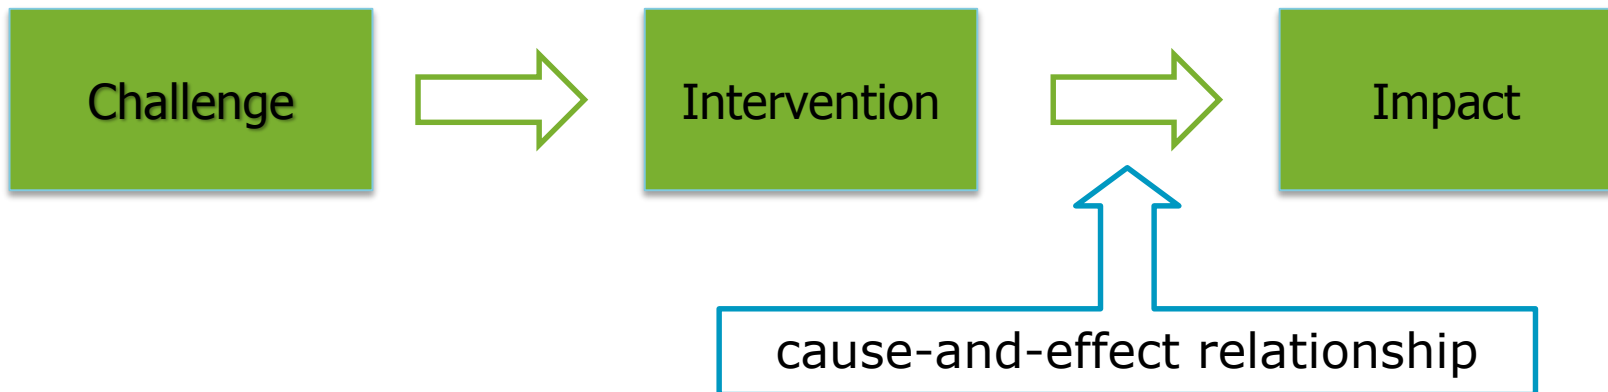 Challenge
Intervention
Impact
cause-and-effect relationship